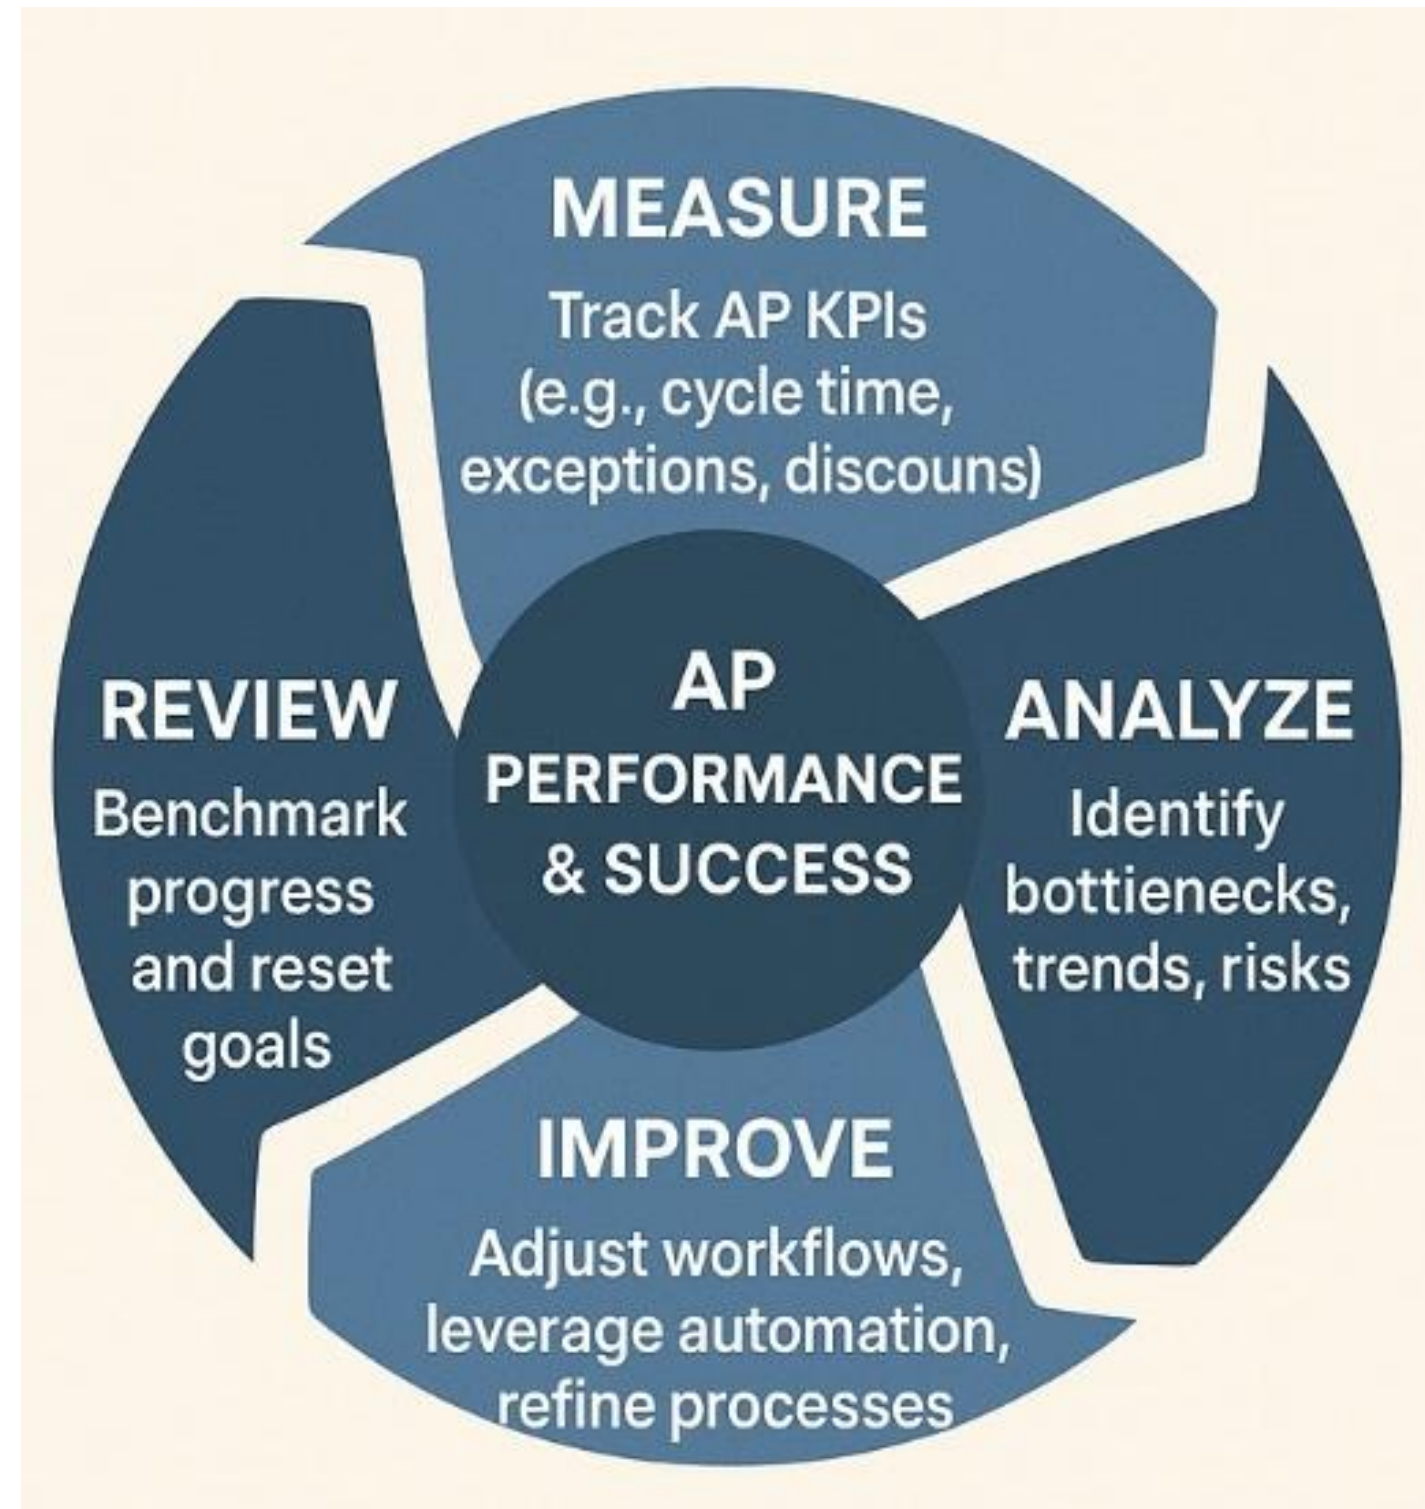 MEASURE
Track AP KPIs
(e.g., cycle time,
exceptions, discouns)
ANALYZE
Identify
bottienecks,
trends, risks
IMPROVE
Adjust workflows,
leverage automation,
refine processes
REVIEW
Benchmark
progress
and reset
goals
AP
PERFORMANCE
& SUCCESS